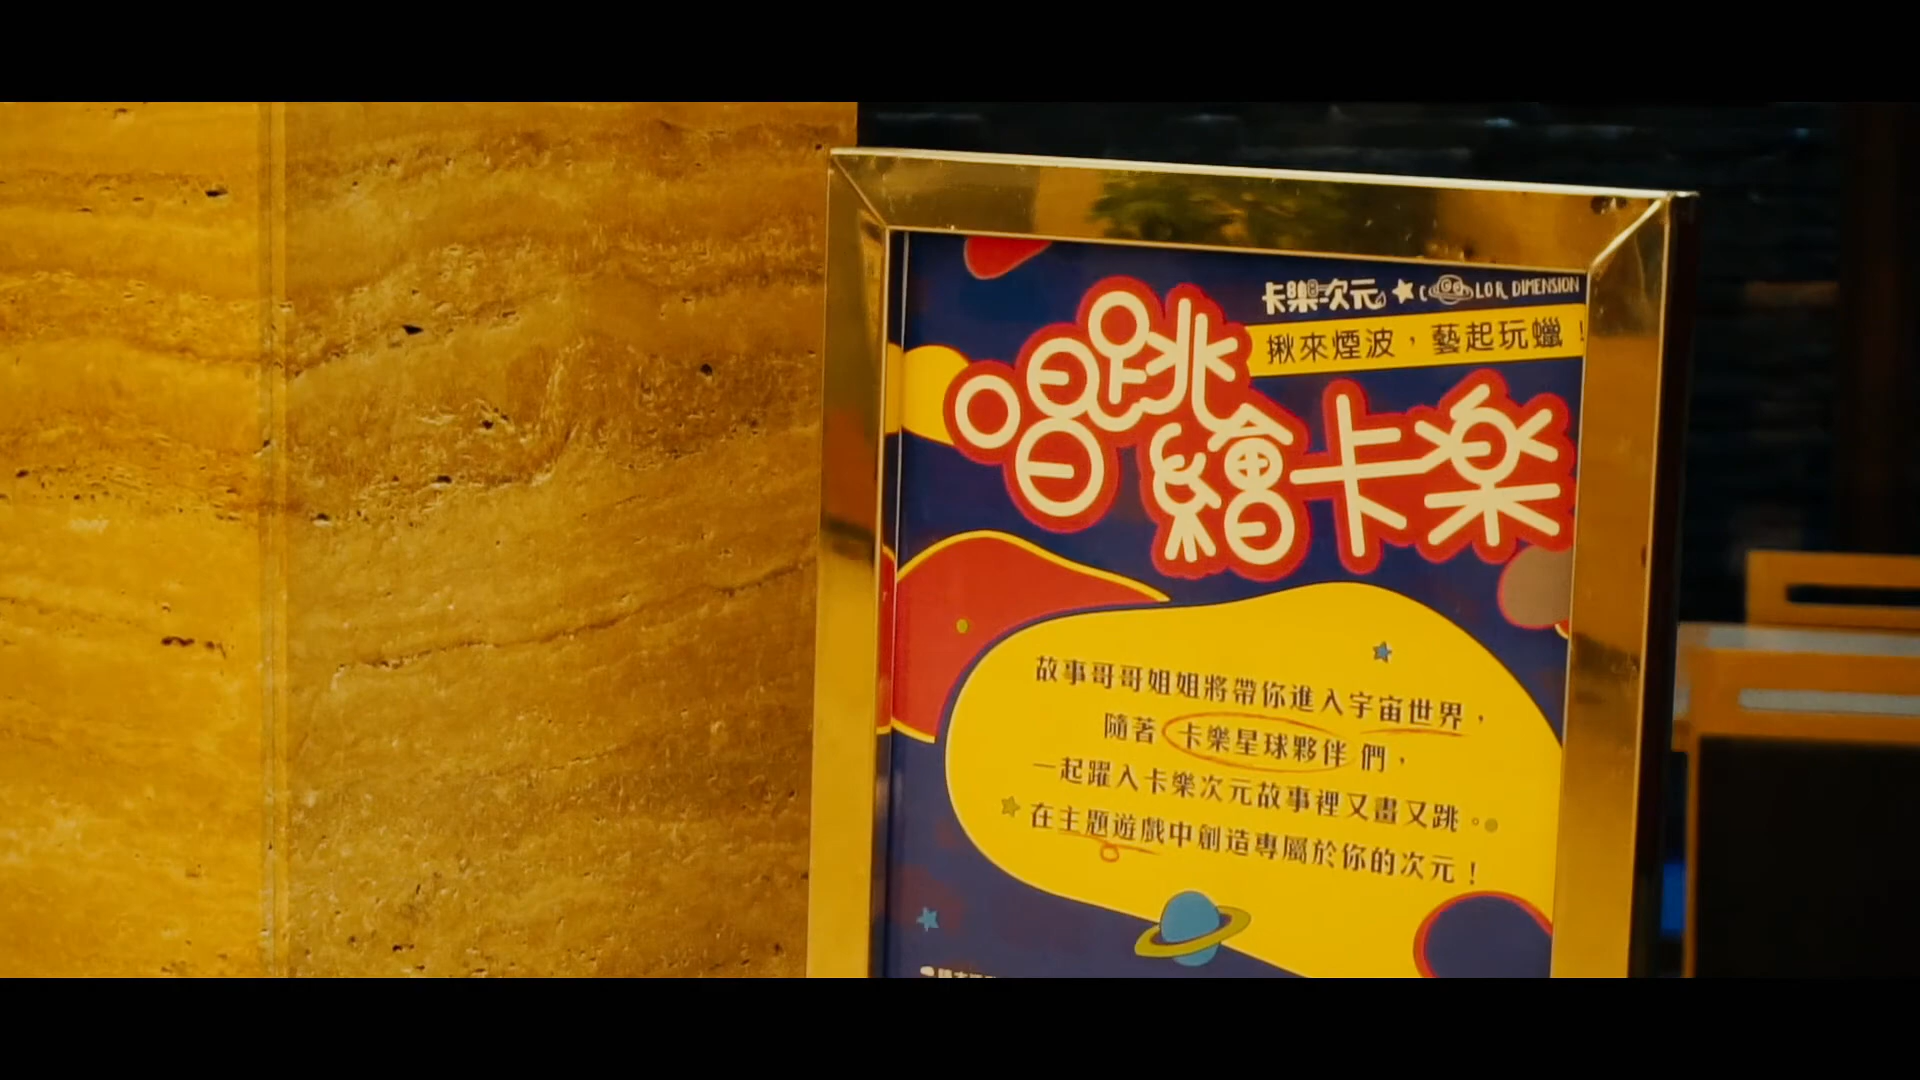 卡樂次元★COLOR DIMENSION
揪來煙波，藝起玩蠟！
唱跳
繪卡樂
故事哥哥姐姐將帶你進入宇宙世界，
隨著 卡樂星球夥伴 們，
一起躍入卡樂次元故事裡又畫又跳。
在主題遊戲中創造專屬於你的次元！